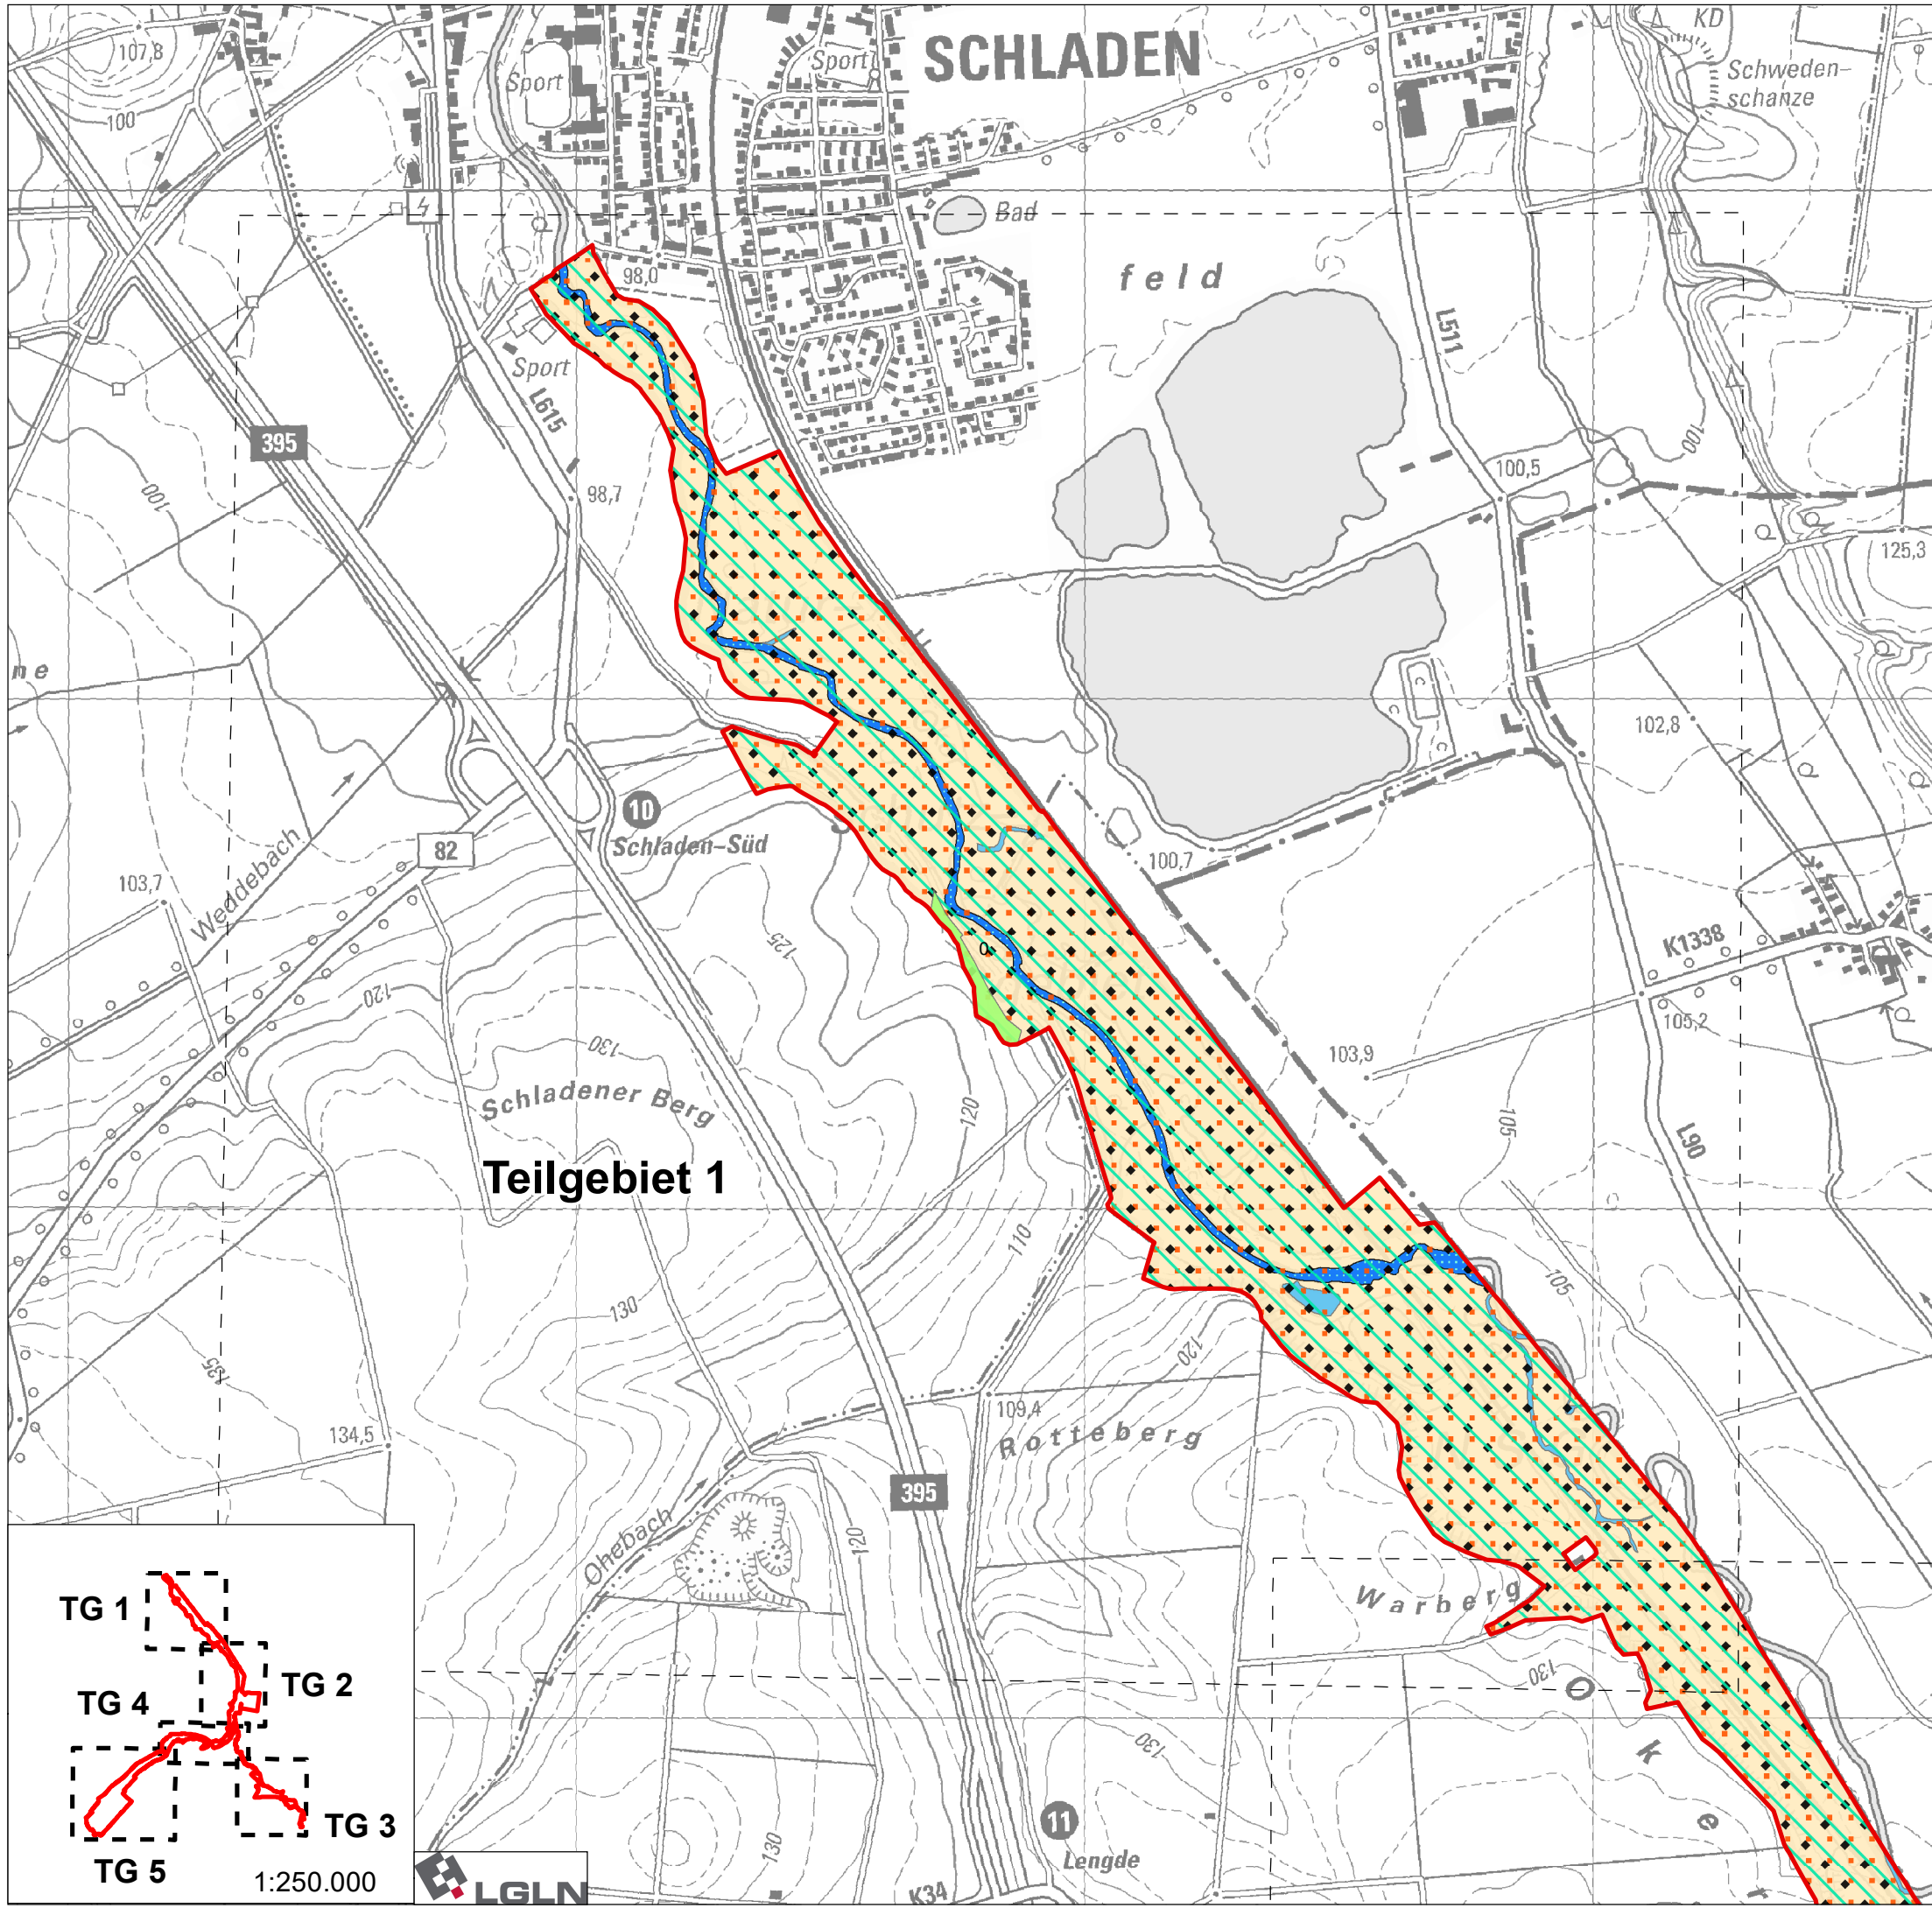 KD
107,8
SCHLADEN
Sport
Sport
Schweden-
schanze
100
Bad
98,0
feld
L511
Sport
L615
395
100
100
100,5
98,7
125,3
ne
102,8
10
Schladen-Süd
82
100,7
103,7
Weddebach
125
0
K1338
120
105,2
130
103,9
Schladener Berg
120
105
L90
Teilgebiet 1
110
105
130
120
135
109,4
134,5
Rotteberg
395
120
Ohebach
Warberg
TG 1
130
TG 2
TG 4
Oker
130
130
11
TG 3
Lengde
TG 5
1:250.000
LGLN
K34